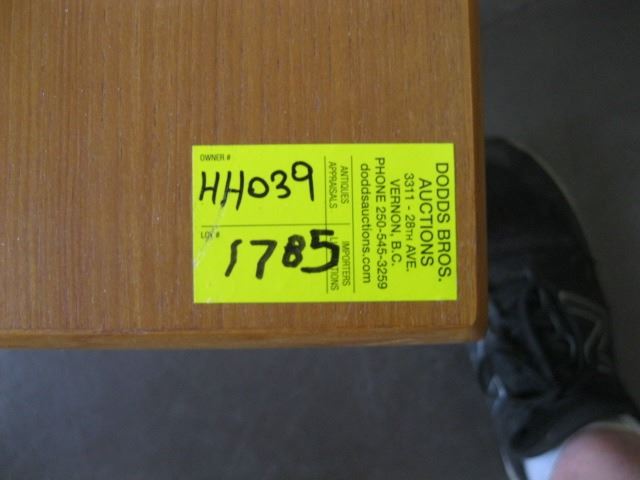 OWNER #
HH039
LOT #
1785
ANTIQUES
APPRAISALS
IMPORTERS
DODDS BROS.
AUCTIONS
3311 - 28TH AVE.
VERNON, B.C.
PHONE 250-545-3259
doddsauctions.com